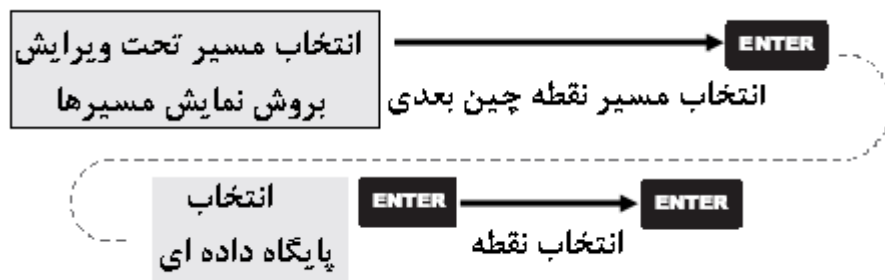 انتخاب مسیر تحت ویرایش
بروش نمایش مسیرها
ENTER
انتخاب مسیر نقطه چین بعدی
انتخاب
پایگاه داده ای
ENTER
ENTER
انتخاب نقطه